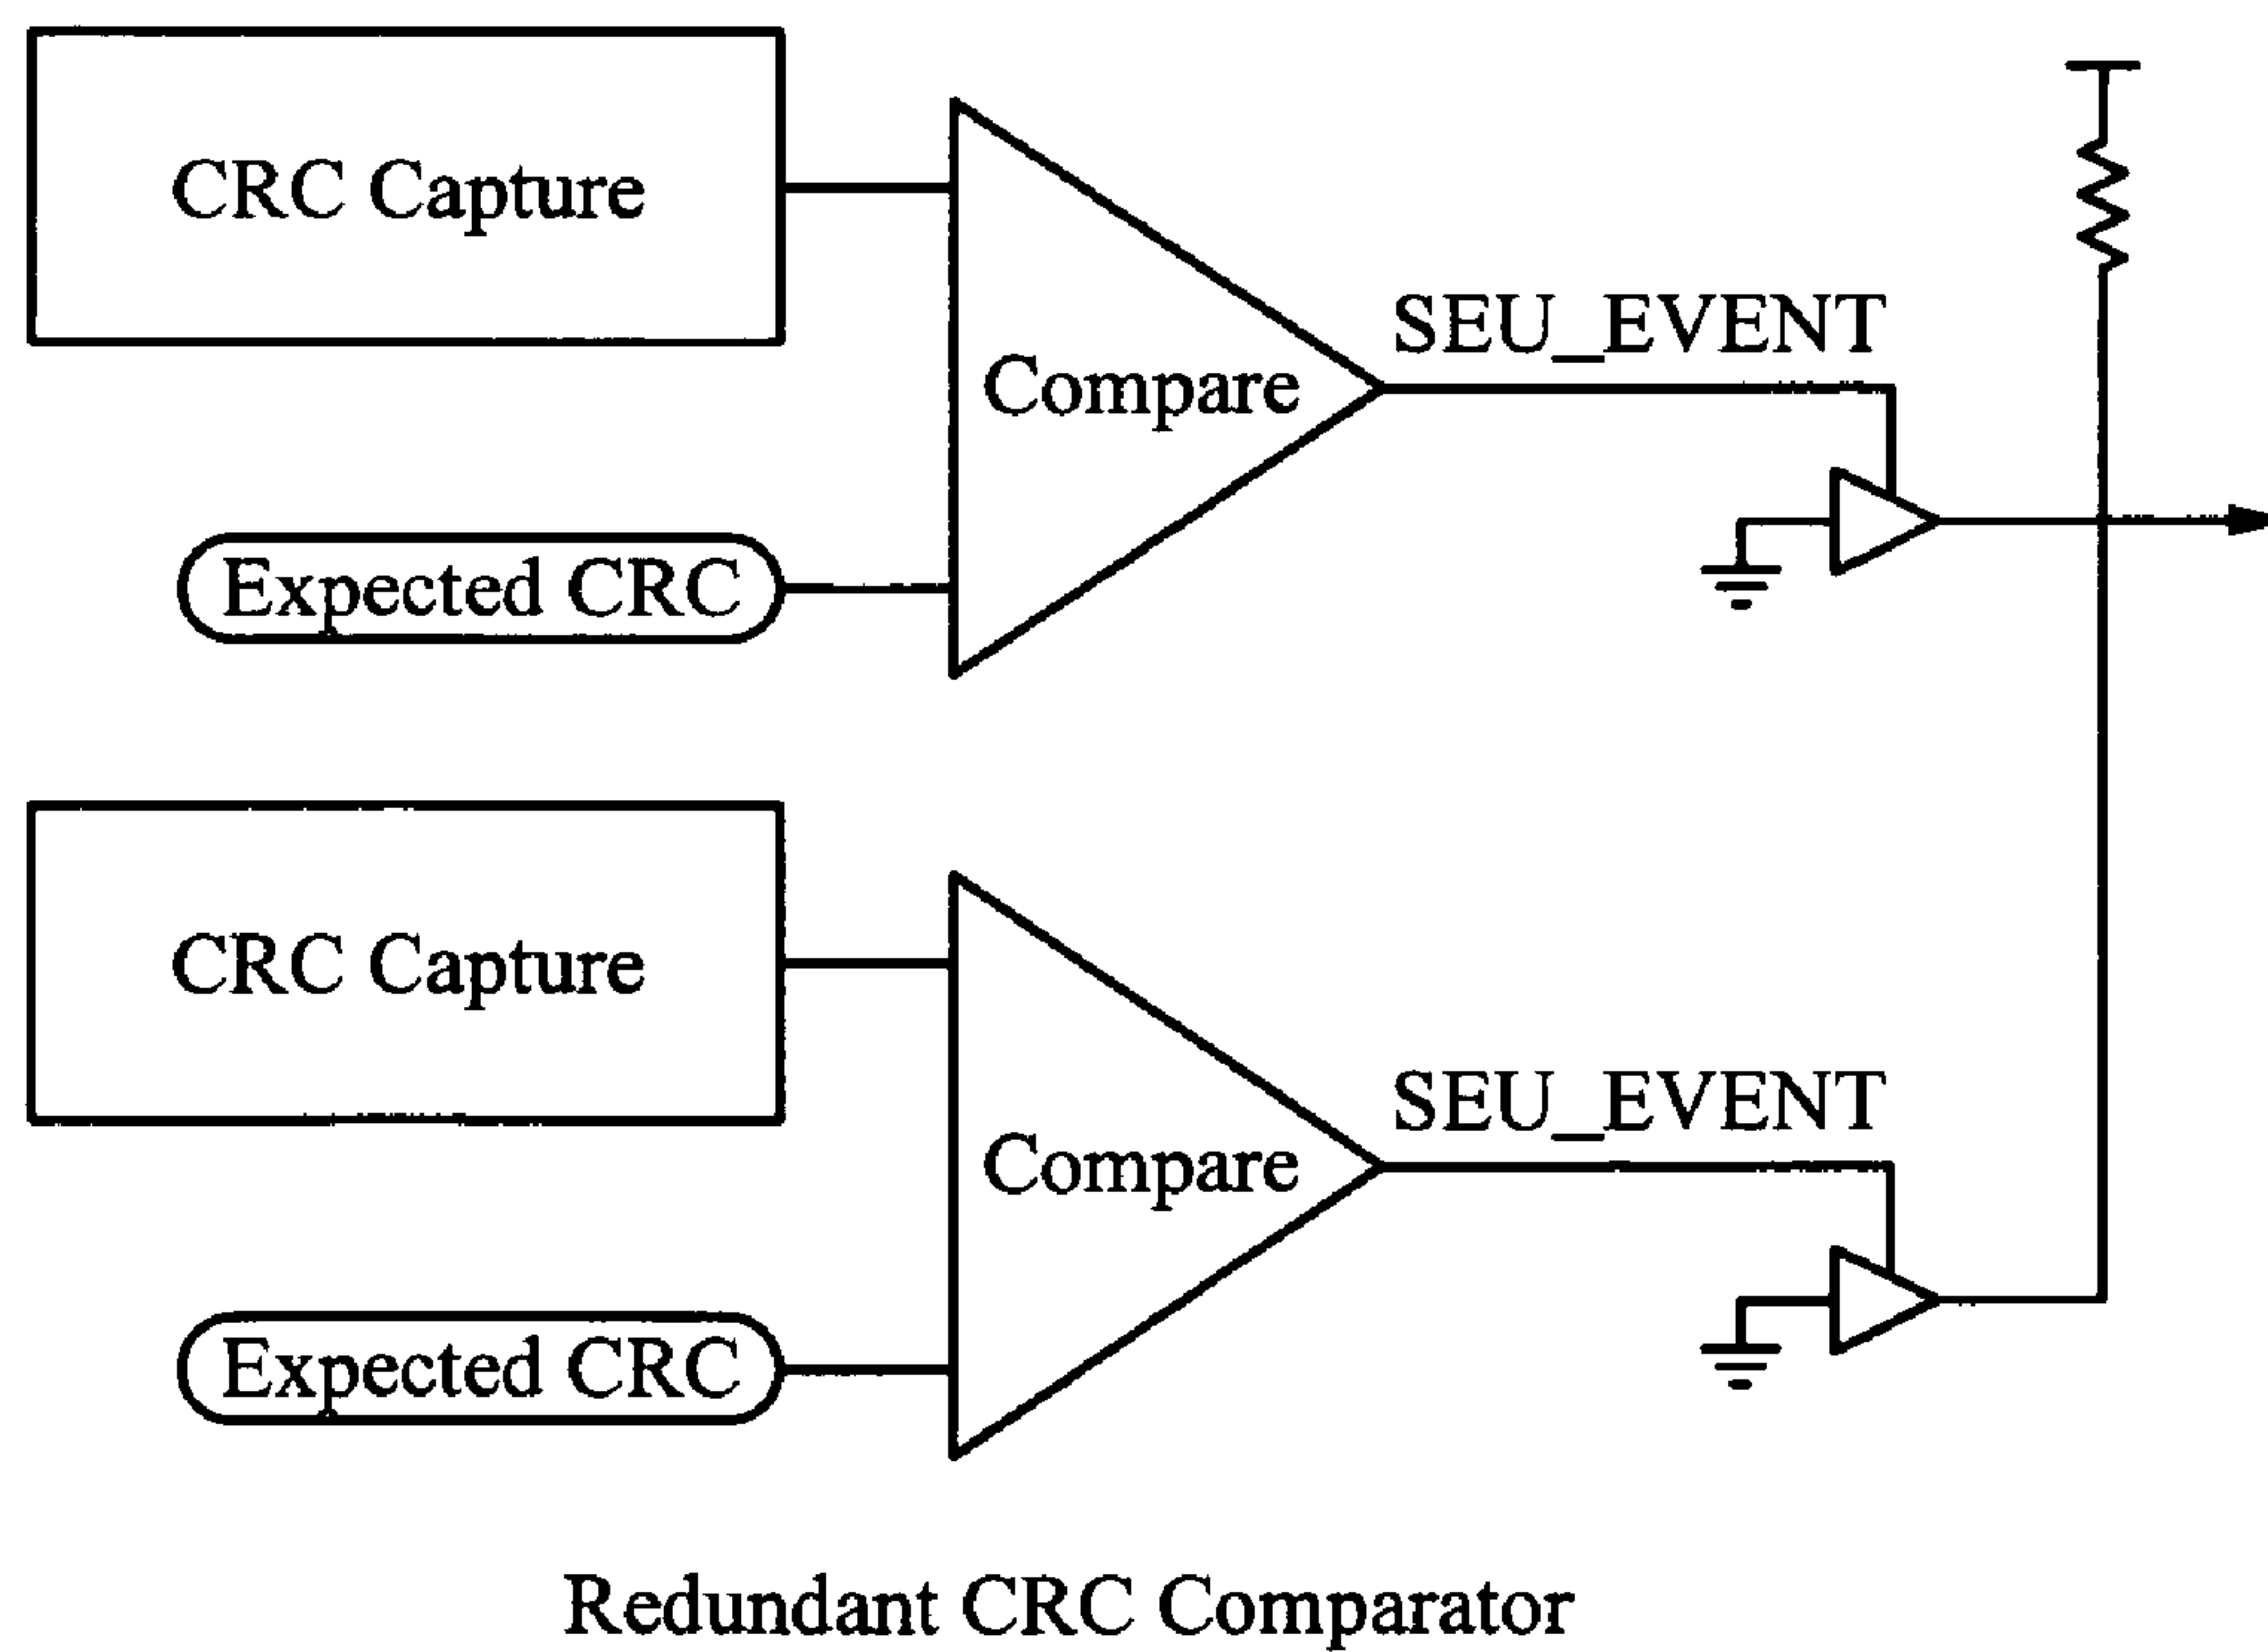 CRC Capture
SEU_EVENT
Compare
Expected CRC
CRC Capture
SEU_EVENT
Compare
Expected CRC
Redundant CRC Comparator